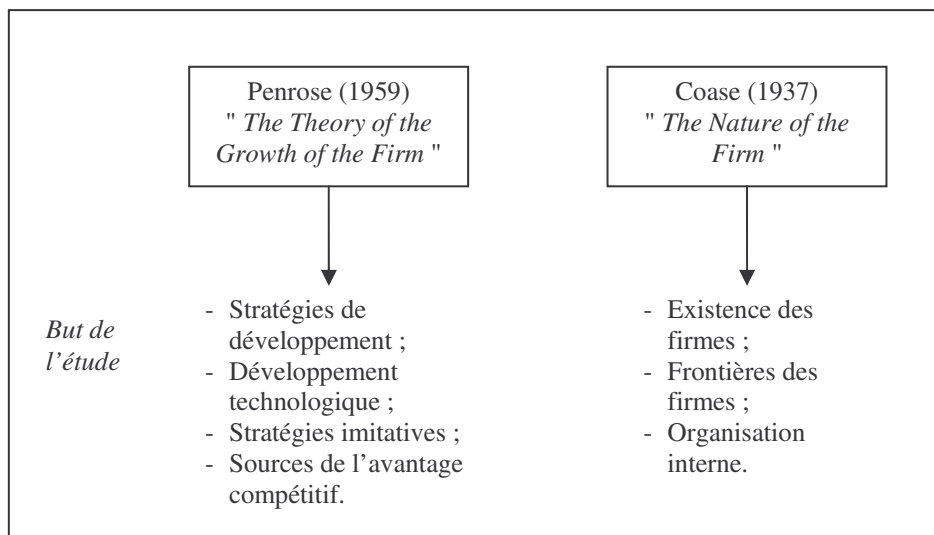 Penrose (1959)
" The Theory of the
Growth of the Firm "
Coase (1937)
" The Nature of the
Firm "
But de
l’étude
- Stratégies de
développement ;
- Développement
technologique ;
- Stratégies imitatives ;
- Sources de l’avantage
compétitif.
- Existence des
firmes ;
- Frontières des
firmes ;
- Organisation
interne.